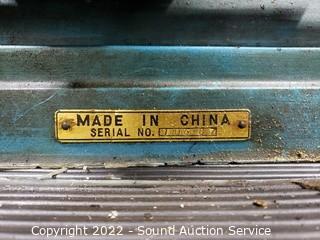 MADE IN CHINA
SERIAL NO.
Copyright 2022 - Sound Auction Service